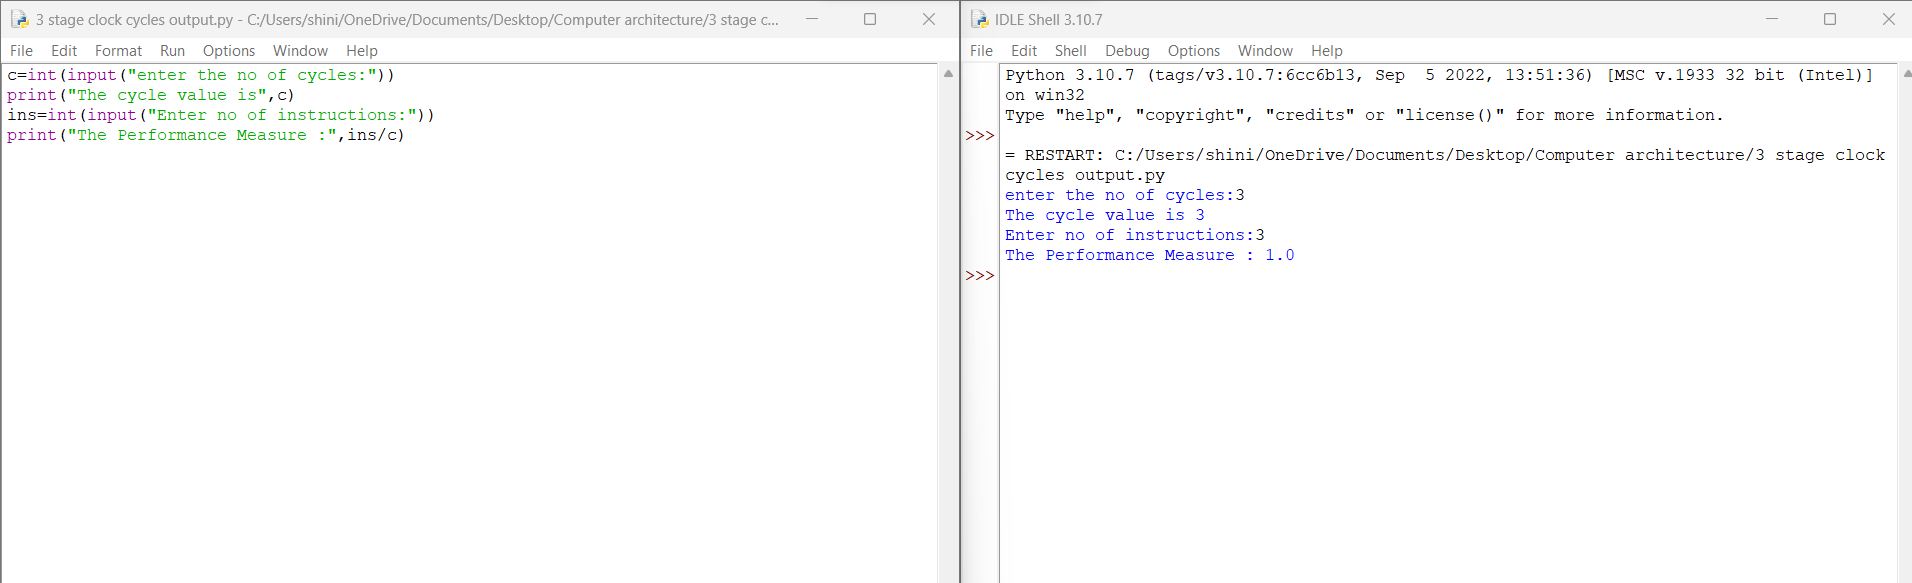 3 stage clock cycles output.py - C:/Users/shini/OneDrive/Documents/Desktop/Computer architecture/3 stage c...
File Edit Format Run Options Window Help
c=int(input("enter the no of cycles:"))
print("The cycle value is",c)
ins=int(input("Enter no of instructions:"))
print("The Performance Measure :",ins/c)
IDLE Shell 3.10.7
File Edit Shell Debug Options Window Help
Python 3.10.7 (tags/v3.10.7:6cc6b13, Sep  5 2022, 13:51:36) [MSC v.1933 32 bit (Intel)]
on win32
Type "help", "copyright", "credits" or "license()" for more information.
>>>
= RESTART: C:/Users/shini/OneDrive/Documents/Desktop/Computer architecture/3 stage clock
cycles output.py
enter the no of cycles:3
The cycle value is 3
Enter no of instructions:3
The Performance Measure : 1.0
>>>